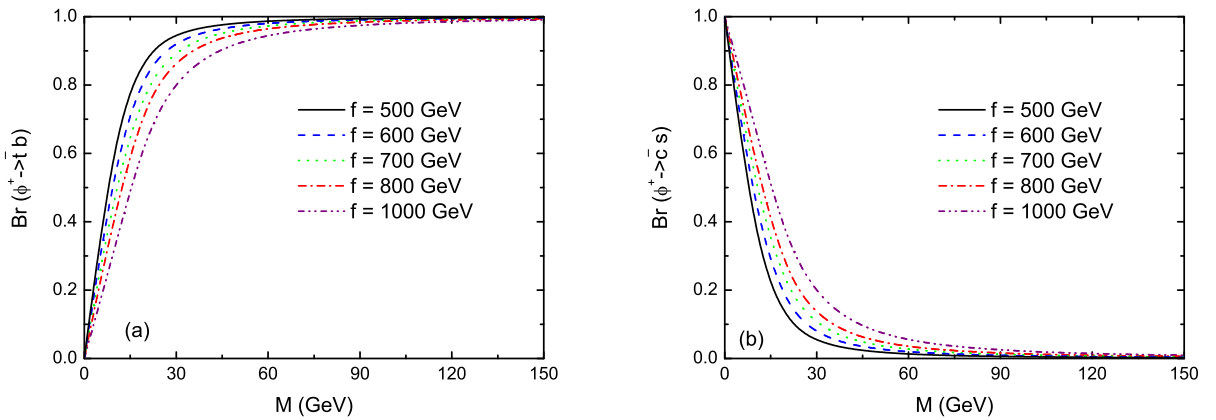 1.0
0.8
0.6
0.4
0.2
0.0
0
30
60
90
120
150
Br (ϕ⁺->t̄ b)
M (GeV)
f = 500 GeV
f = 600 GeV
f = 700 GeV
f = 800 GeV
f = 1000 GeV
(a)
1.0
0.8
0.6
0.4
0.2
0.0
0
30
60
90
120
150
Br (ϕ⁺->c̄ s)
M (GeV)
f = 500 GeV
f = 600 GeV
f = 700 GeV
f = 800 GeV
f = 1000 GeV
(b)